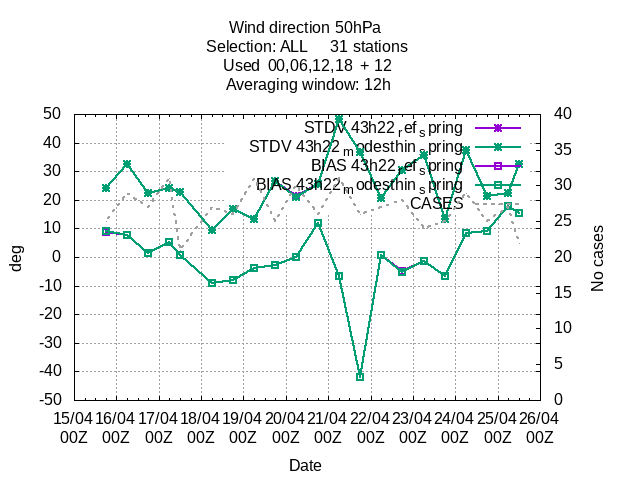 Wind direction 50hPa
Selection: ALL 31 stations
Used 00,06,12,18 + 12
Averaging window: 12h
50 40
40 35
30 30
20 25
10 20
0 15
-10 10
-20 5
-30 0
-40
-50
STDV 43h22_ref_spring
STDV 43h22_modesthin_spring
BIAS 43h22_ref_spring
BIAS 43h22_modesthin_spring
CASES
deg
No cases
15/04 16/04 17/04 18/04 19/04 20/04 21/04 22/04 23/04 24/04 25/04 26/04
00Z 00Z 00Z 00Z 00Z 00Z 00Z 00Z 00Z 00Z 00Z 00Z
Date